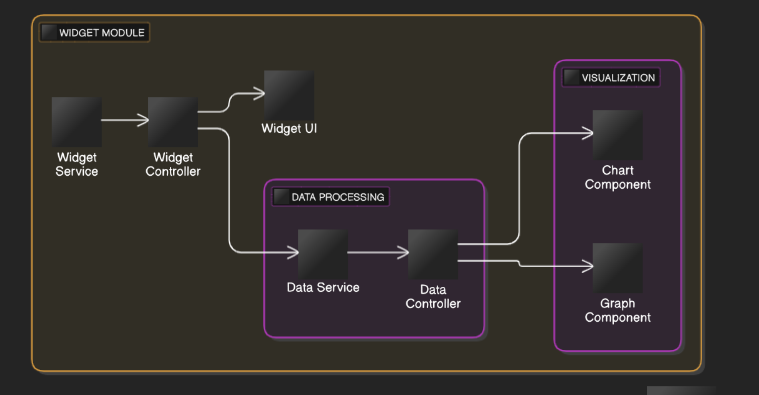 WIDGET MODULE
VISUALIZATION
Widget UI
Widget
Service
Widget
Controller
Chart
Component
DATA PROCESSING
Data Service
Data
Controller
Graph
Component